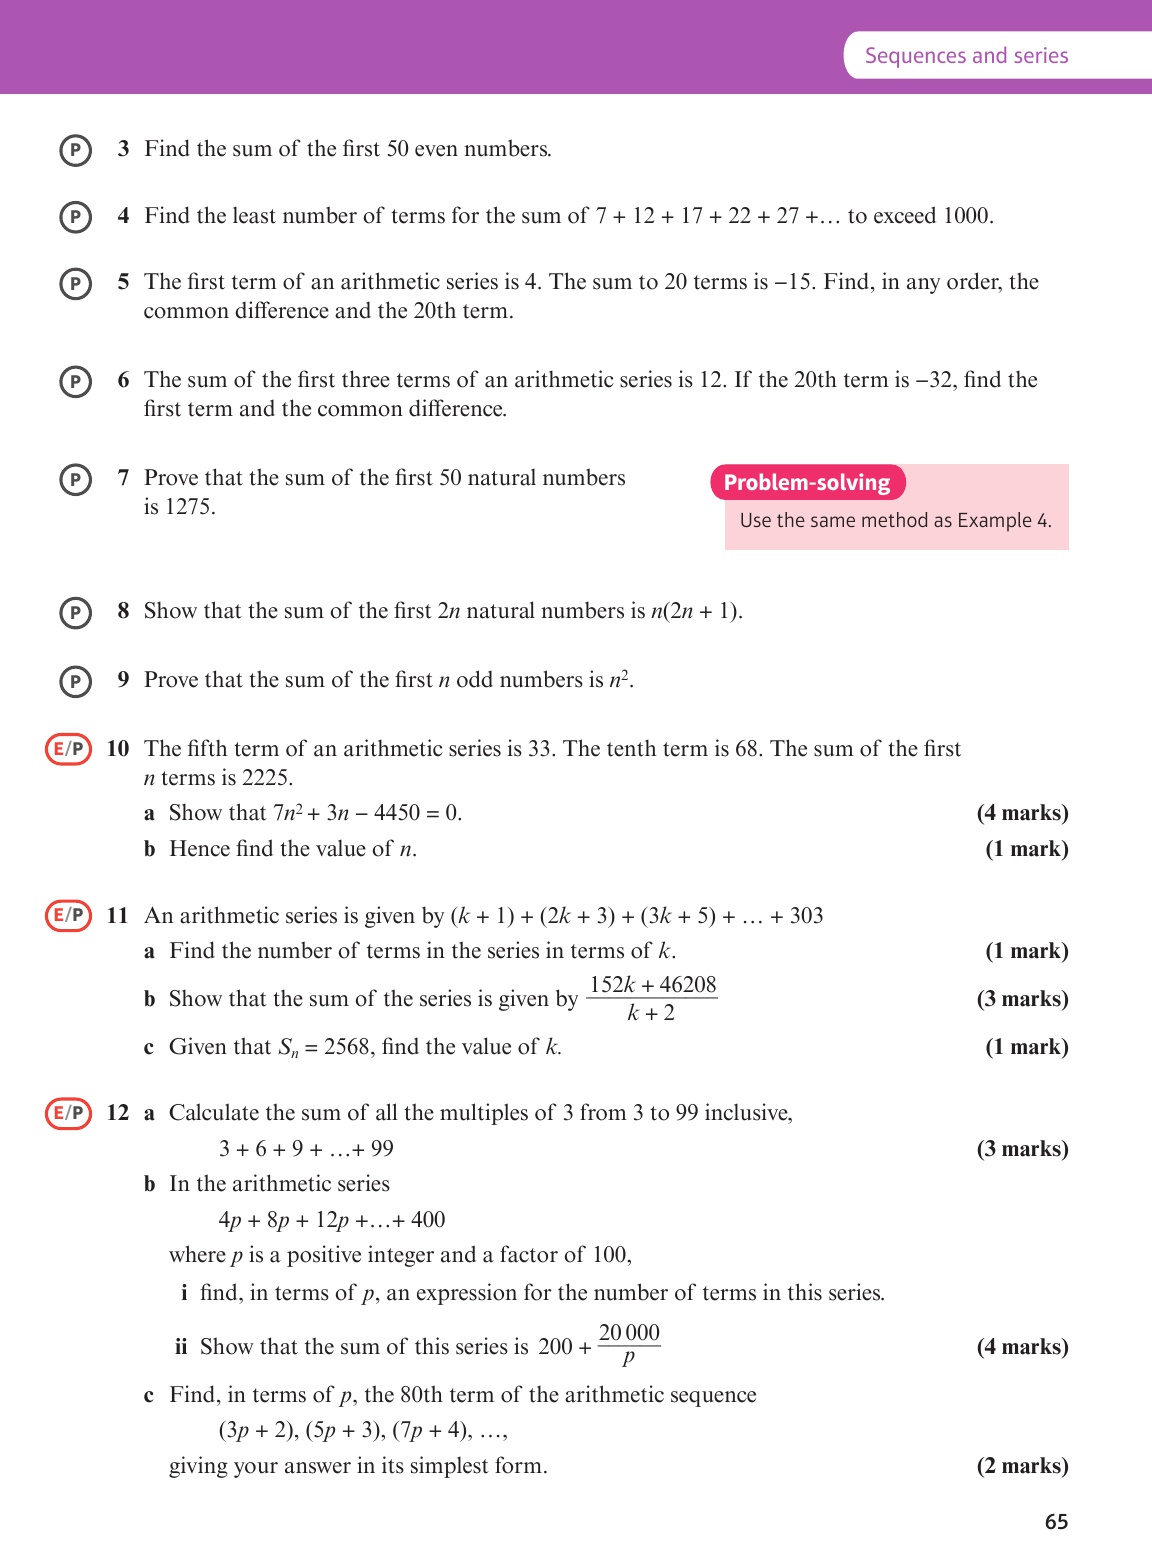 Sequences and series
P 3 Find the sum of the first 50 even numbers.
P 4 Find the least number of terms for the sum of 7 + 12 + 17 + 22 + 27 +… to exceed 1000.
P 5 The first term of an arithmetic series is 4. The sum to 20 terms is −15. Find, in any order, the
common difference and the 20th term.
P 6 The sum of the first three terms of an arithmetic series is 12. If the 20th term is −32, find the
first term and the common difference.
P 7 Prove that the sum of the first 50 natural numbers
is 1275.
Problem-solving
Use the same method as Example 4.
P 8 Show that the sum of the first 2n natural numbers is n(2n + 1).
P 9 Prove that the sum of the first n odd numbers is n².
E/P 10 The fifth term of an arithmetic series is 33. The tenth term is 68. The sum of the first
n terms is 2225.
a Show that 7n² + 3n − 4450 = 0. (4 marks)
b Hence find the value of n. (1 mark)
E/P 11 An arithmetic series is given by (k + 1) + (2k + 3) + (3k + 5) + … + 303
a Find the number of terms in the series in terms of k. (1 mark)
b Show that the sum of the series is given by (152k + 46208)/(k + 2) (3 marks)
c Given that Sₙ = 2568, find the value of k. (1 mark)
E/P 12 a Calculate the sum of all the multiples of 3 from 3 to 99 inclusive,
3 + 6 + 9 + …+ 99 (3 marks)
b In the arithmetic series
4p + 8p + 12p +…+ 400
where p is a positive integer and a factor of 100,
i find, in terms of p, an expression for the number of terms in this series.
ii Show that the sum of this series is 200 + 20 000/p (4 marks)
c Find, in terms of p, the 80th term of the arithmetic sequence
(3p + 2), (5p + 3), (7p + 4), …,
giving your answer in its simplest form. (2 marks)
65